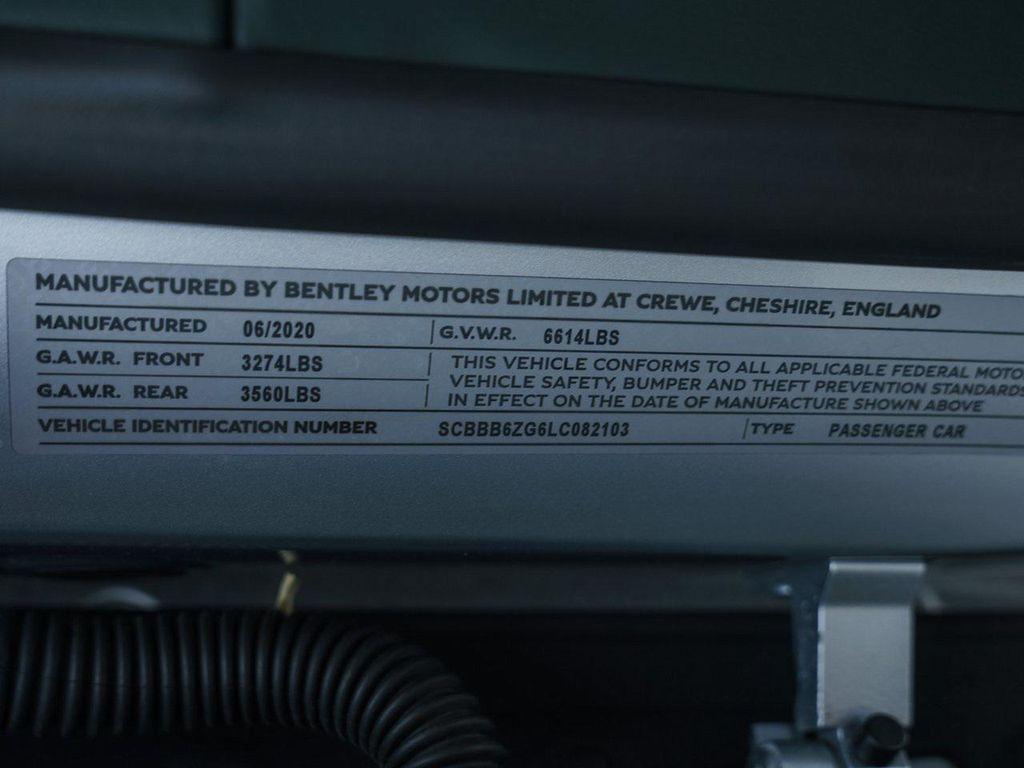 MANUFACTURED BY BENTLEY MOTORS LIMITED AT CREWE, CHESHIRE, ENGLAND
MANUFACTURED 06/2020 G.V.W.R. 6614LBS
G.A.W.R. FRONT 3274LBS
THIS VEHICLE CONFORMS TO ALL APPLICABLE FEDERAL MOTO
VEHICLE SAFETY, BUMPER AND THEFT PREVENTION STANDARDS
G.A.W.R. REAR 3560LBS
IN EFFECT ON THE DATE OF MANUFACTURE SHOWN ABOVE
VEHICLE IDENTIFICATION NUMBER SCBBB6ZG6LC082103 TYPE PASSENGER CAR